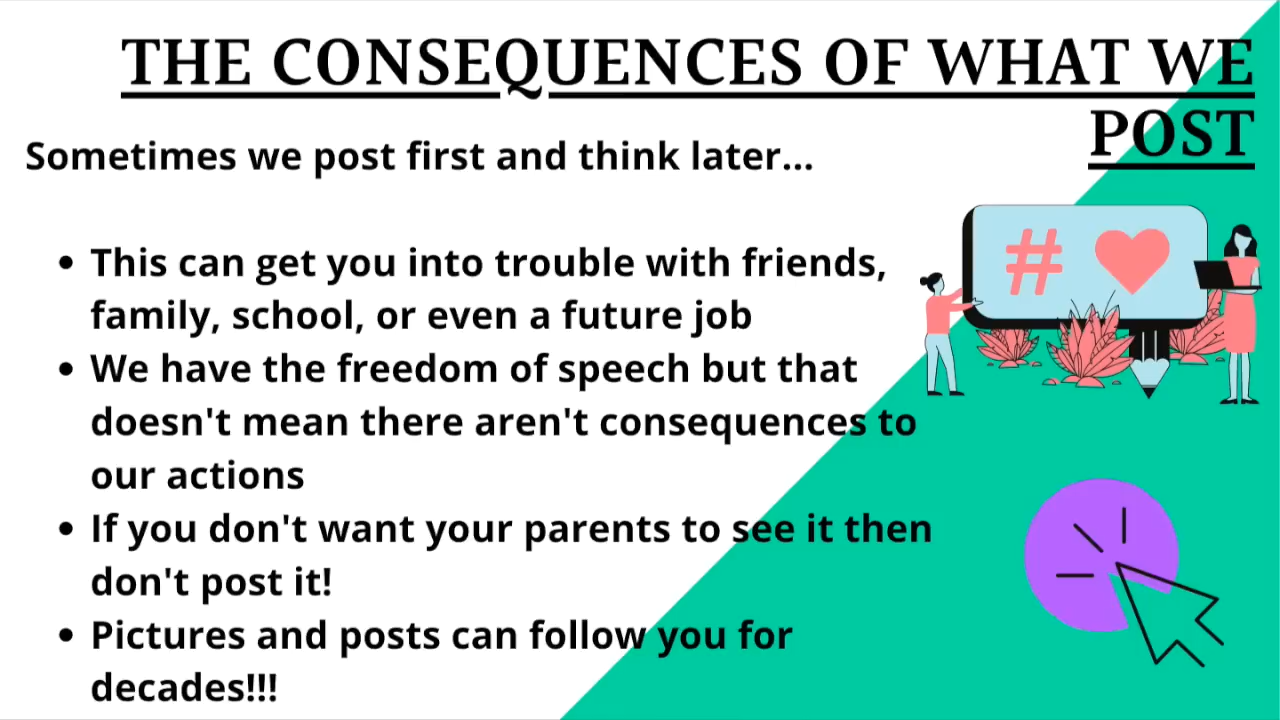 THE CONSEQUENCES OF WHAT WE
POST
Sometimes we post first and think later...
• This can get you into trouble with friends,
family, school, or even a future job
• We have the freedom of speech but that
doesn't mean there aren't consequences to
our actions
• If you don't want your parents to see it then
don't post it!
• Pictures and posts can follow you for
decades!!!
#